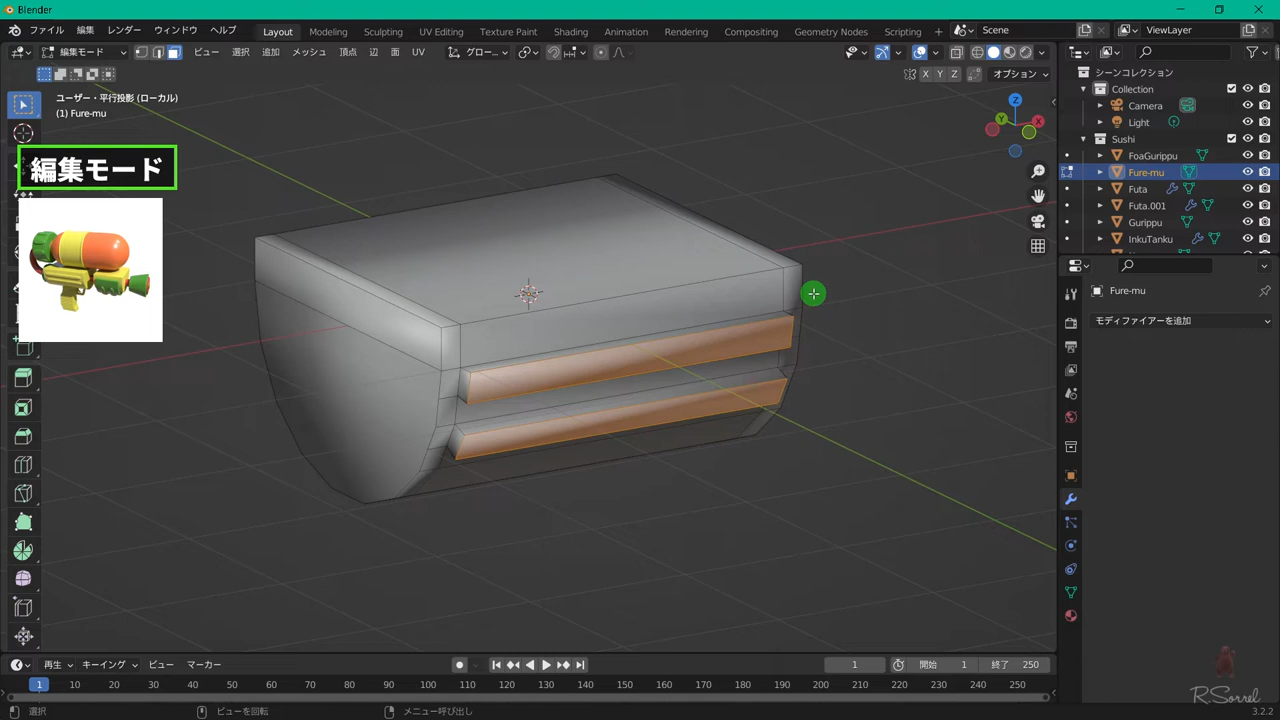 Blender
ファイル 編集 レンダー ウィンドウ ヘルプ Layout Modeling Sculpting UV Editing Texture Paint Shading Animation Rendering Compositing Geometry Nodes Scripting + Scene ViewLayer
編集モード ビュー 選択 追加 メッシュ 頂点 辺 面 UV グロー...
X Y Z オプション
ユーザー・平行投影 (ローカル)
(1) Fure-mu
編集モード
Z
Y X
シーンコレクション
Collection
Camera
Light
Sushi
FoaGurippu
Fure-mu
Futa
Futa.001
Gurippu
InkuTanku
Fure-mu
モディファイアーを追加
再生 キーイング ビュー マーカー 1 開始 1 終了 250
1 10 20 30 40 50 60 70 80 90 100 110 120 130 140 150 160 170 180 190 200 210 220 230 240 250
選択 ビューを回転 メニュー呼び出し 3.2.2
R.Sorrel